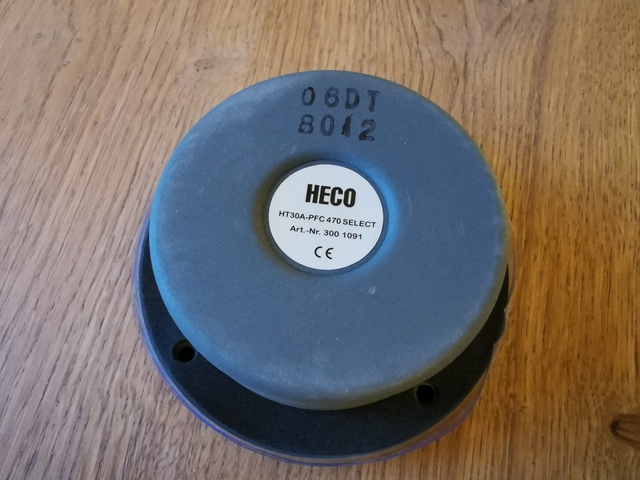 06DT
8012
HECO
HT30A-PFC 470 SELECT
Art.-Nr. 300 1091
CE